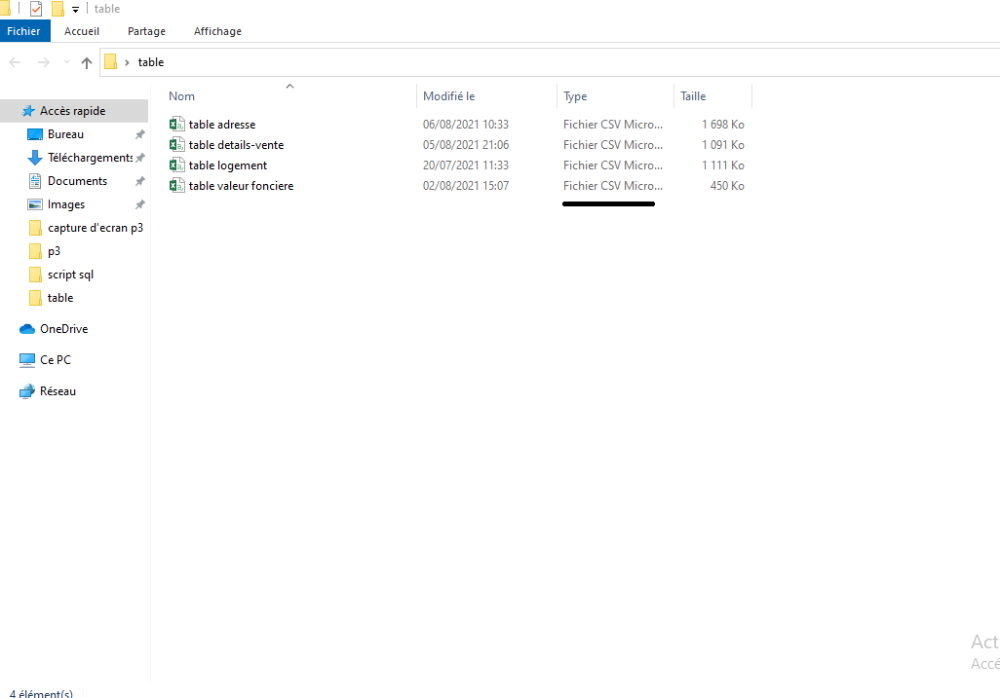 table
Fichier Accueil Partage Affichage
table
Nom Modifié le Type Taille
Accès rapide
Bureau
Téléchargements
Documents
Images
capture d'ecran p3
p3
script sql
table
OneDrive
Ce PC
Réseau
table adresse 06/08/2021 10:33 Fichier CSV Micro... 1 698 Ko
table details-vente 05/08/2021 21:06 Fichier CSV Micro... 1 091 Ko
table logement 20/07/2021 11:33 Fichier CSV Micro... 1 111 Ko
table valeur fonciere 02/08/2021 15:07 Fichier CSV Micro... 450 Ko
Act
Accé
4 élément(s)